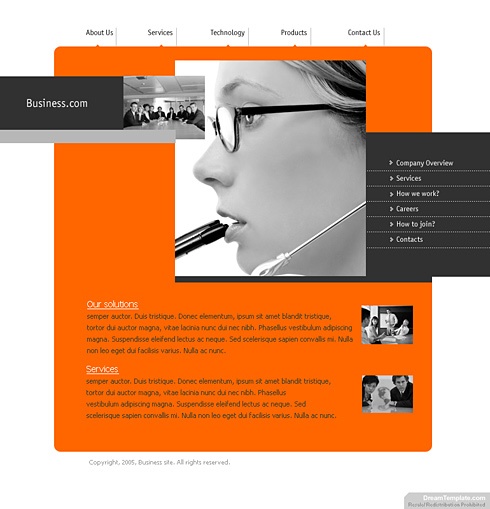 About Us Services Technology Products Contact Us
Business.com
Company Overview
Services
How we work?
Careers
How to join?
Contacts
Our solutions
semper auctor. Duis tristique. Donec elementum, ipsum sit amet blandit tristique,
tortor dui auctor magna, vitae lacinia nunc dui nec nibh. Phasellus vestibulum adipiscing
magna. Suspendisse eleifend lectus ac neque. Sed scelerisque sapien convallis mi. Nulla
non leo eget dui facilisis varius. Nulla ac nunc.
Services
semper auctor. Duis tristique. Donec elementum, ipsum sit amet blandit tristique,
tortor dui auctor magna, vitae lacinia nunc dui nec nibh. Phasellus
vestibulum adipiscing magna. Suspendisse eleifend lectus ac neque. Sed
scelerisque sapien convallis mi. Nulla non leo eget dui facilisis varius. Nulla ac nunc.
Copyright, 2005, Business site. All rights reserved.
DreamTemplate.com
Resale/Redistribution Prohibited